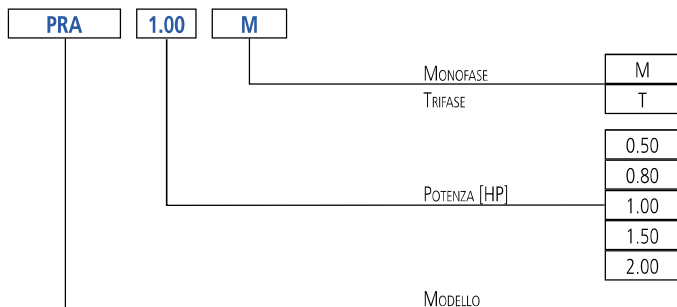 PRA 1.00 M
Monofase M
Trifase T
0.50
0.80
Potenza [HP] 1.00
1.50
2.00
Modello